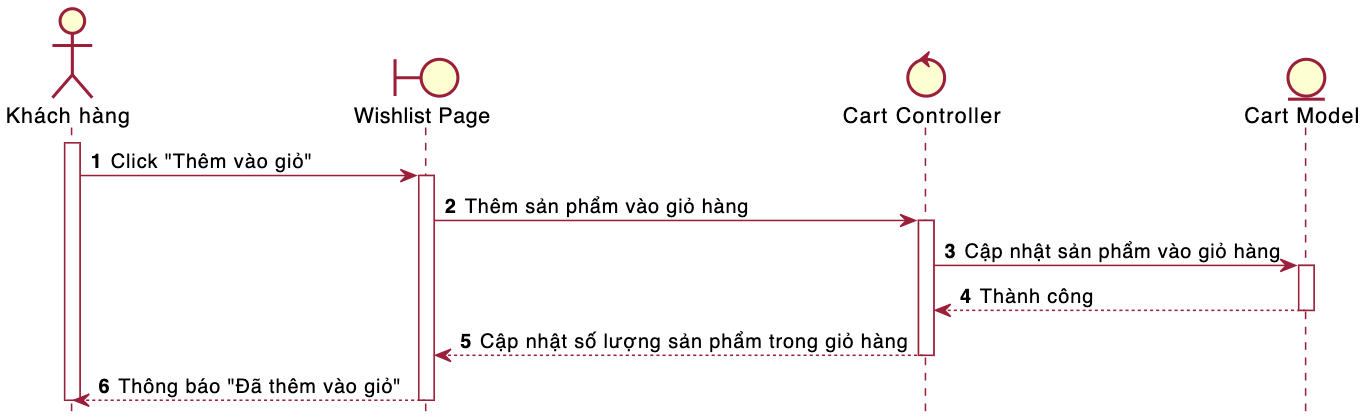 Khách hàng
Wishlist Page
Cart Controller
Cart Model
1 Click "Thêm vào giỏ"
2 Thêm sản phẩm vào giỏ hàng
3 Cập nhật sản phẩm vào giỏ hàng
4 Thành công
5 Cập nhật số lượng sản phẩm trong giỏ hàng
6 Thông báo "Đã thêm vào giỏ"